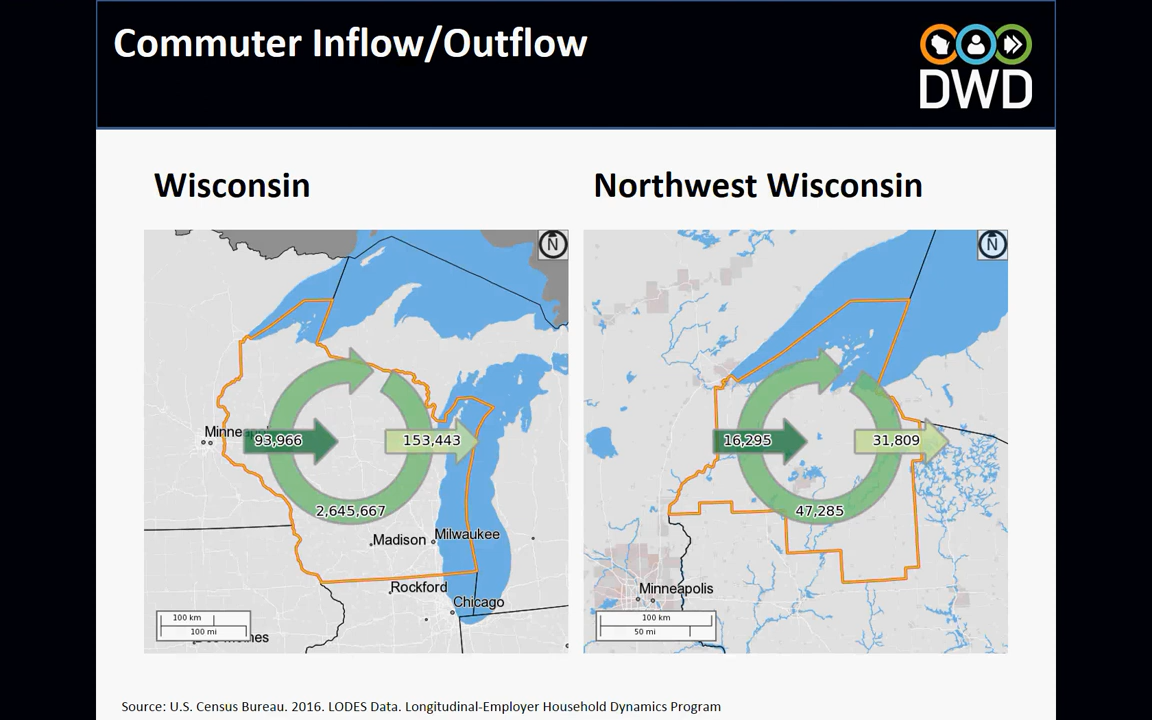 Commuter Inflow/Outflow
DWD
Wisconsin
Northwest Wisconsin
N
Minne
93,966
153,443
2,645,667
Madison
Milwaukee
Rockford
Chicago
100 km
100 mi
N
16,295
31,809
47,285
Minneapolis
100 km
50 mi
Source: U.S. Census Bureau. 2016. LODES Data. Longitudinal-Employer Household Dynamics Program